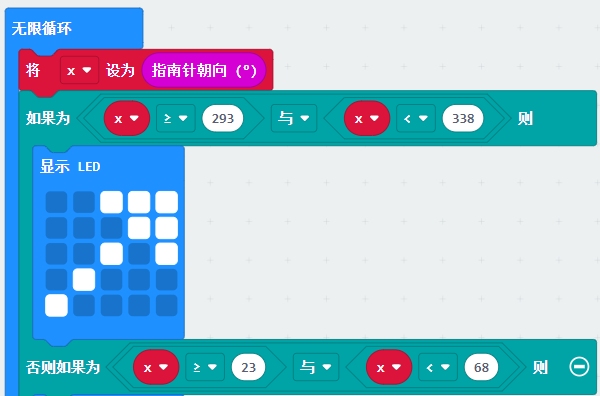 无限循环
将 x 设为 指南针朝向 (°)
如果为 x ≥ 293 与 x < 338 则
显示 LED
否则如果为 x ≥ 23 与 x < 68 则